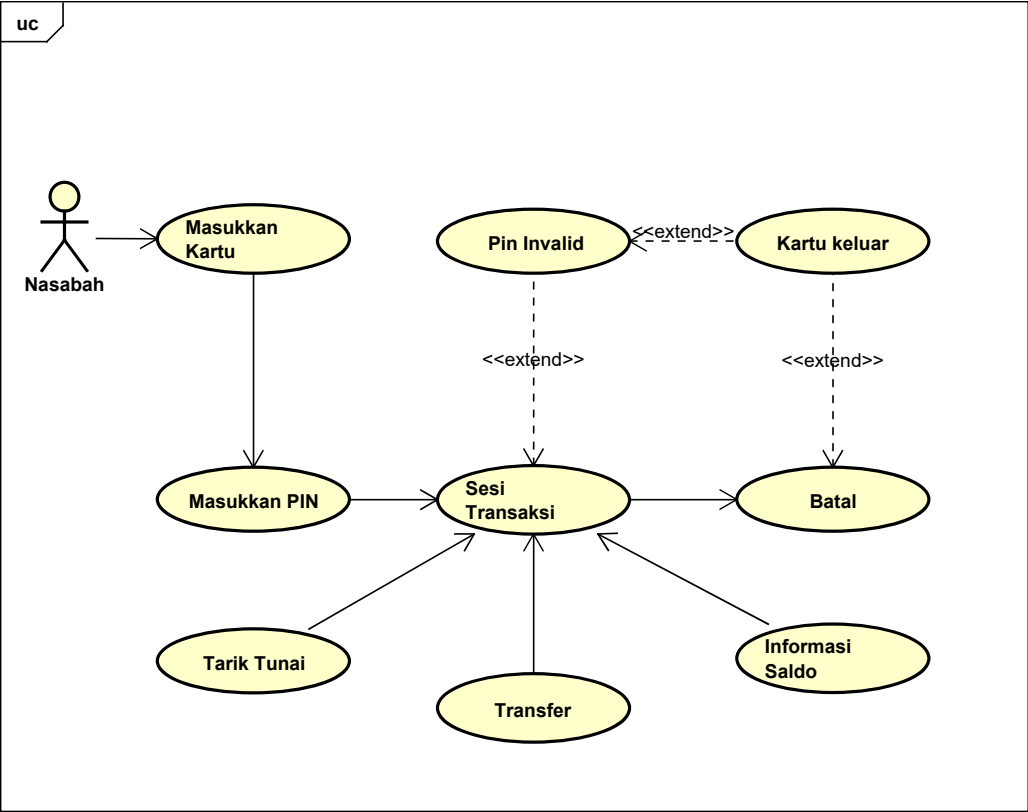 uc
Nasabah
Masukkan
Kartu
Pin Invalid
<<extend>>
Kartu keluar
<<extend>>
<<extend>>
Masukkan PIN
Sesi
Transaksi
Batal
Tarik Tunai
Transfer
Informasi
Saldo